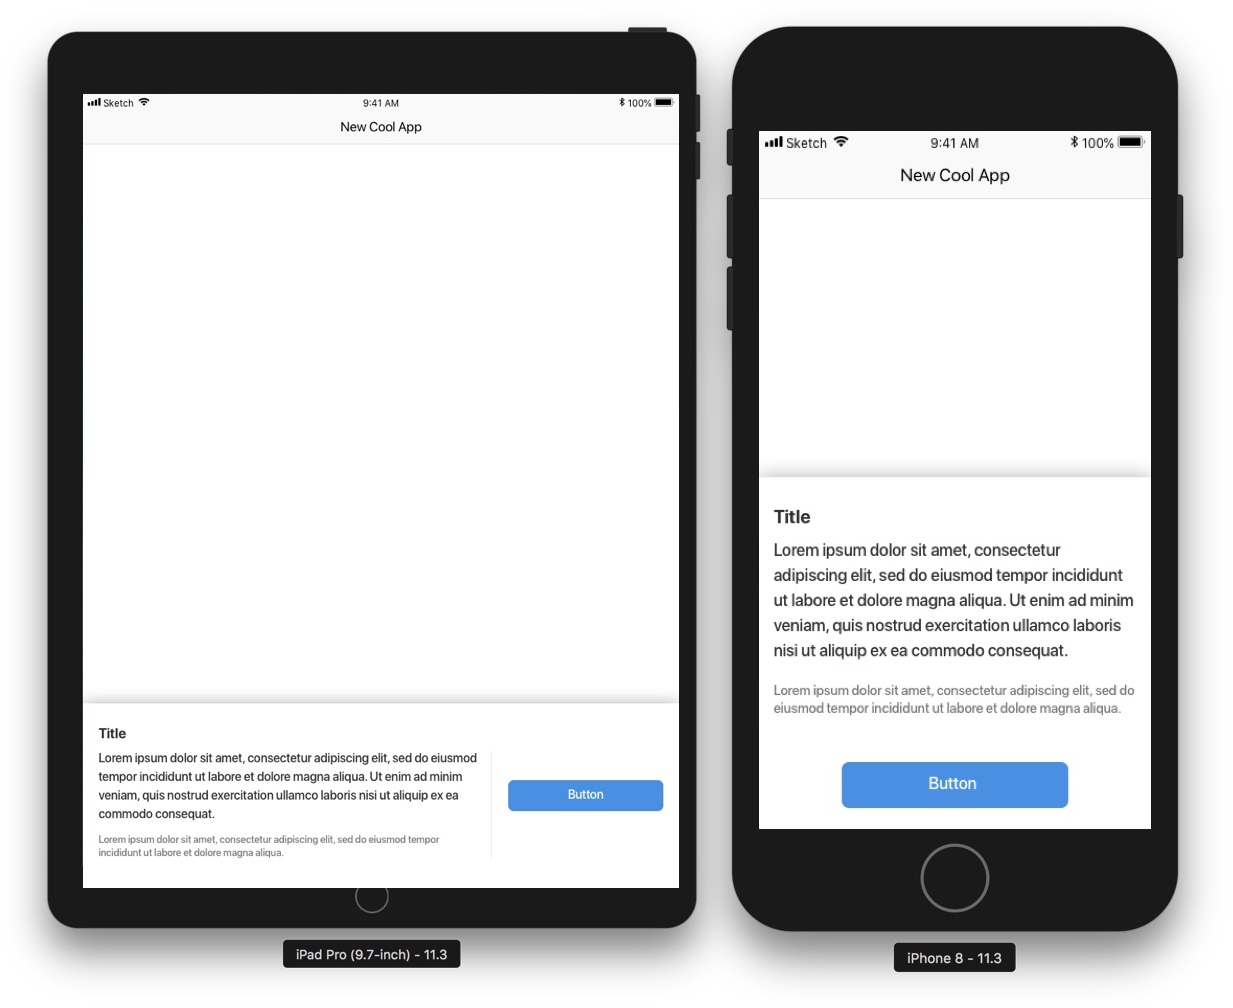 Sketch
9:41 AM
100%
New Cool App
Title
Lorem ipsum dolor sit amet, consectetur adipiscing elit, sed do eiusmod
tempor incididunt ut labore et dolore magna aliqua. Ut enim ad minim
veniam, quis nostrud exercitation ullamco laboris nisi ut aliquip ex ea
commodo consequat.
Lorem ipsum dolor sit amet, consectetur adipiscing elit, sed do eiusmod tempor
incididunt ut labore et dolore magna aliqua.
Button
iPad Pro (9.7-inch) - 11.3
Sketch
9:41 AM
100%
New Cool App
Title
Lorem ipsum dolor sit amet, consectetur
adipiscing elit, sed do eiusmod tempor incididunt
ut labore et dolore magna aliqua. Ut enim ad minim
veniam, quis nostrud exercitation ullamco laboris
nisi ut aliquip ex ea commodo consequat.
Lorem ipsum dolor sit amet, consectetur adipiscing elit, sed do
eiusmod tempor incididunt ut labore et dolore magna aliqua.
Button
iPhone 8 - 11.3